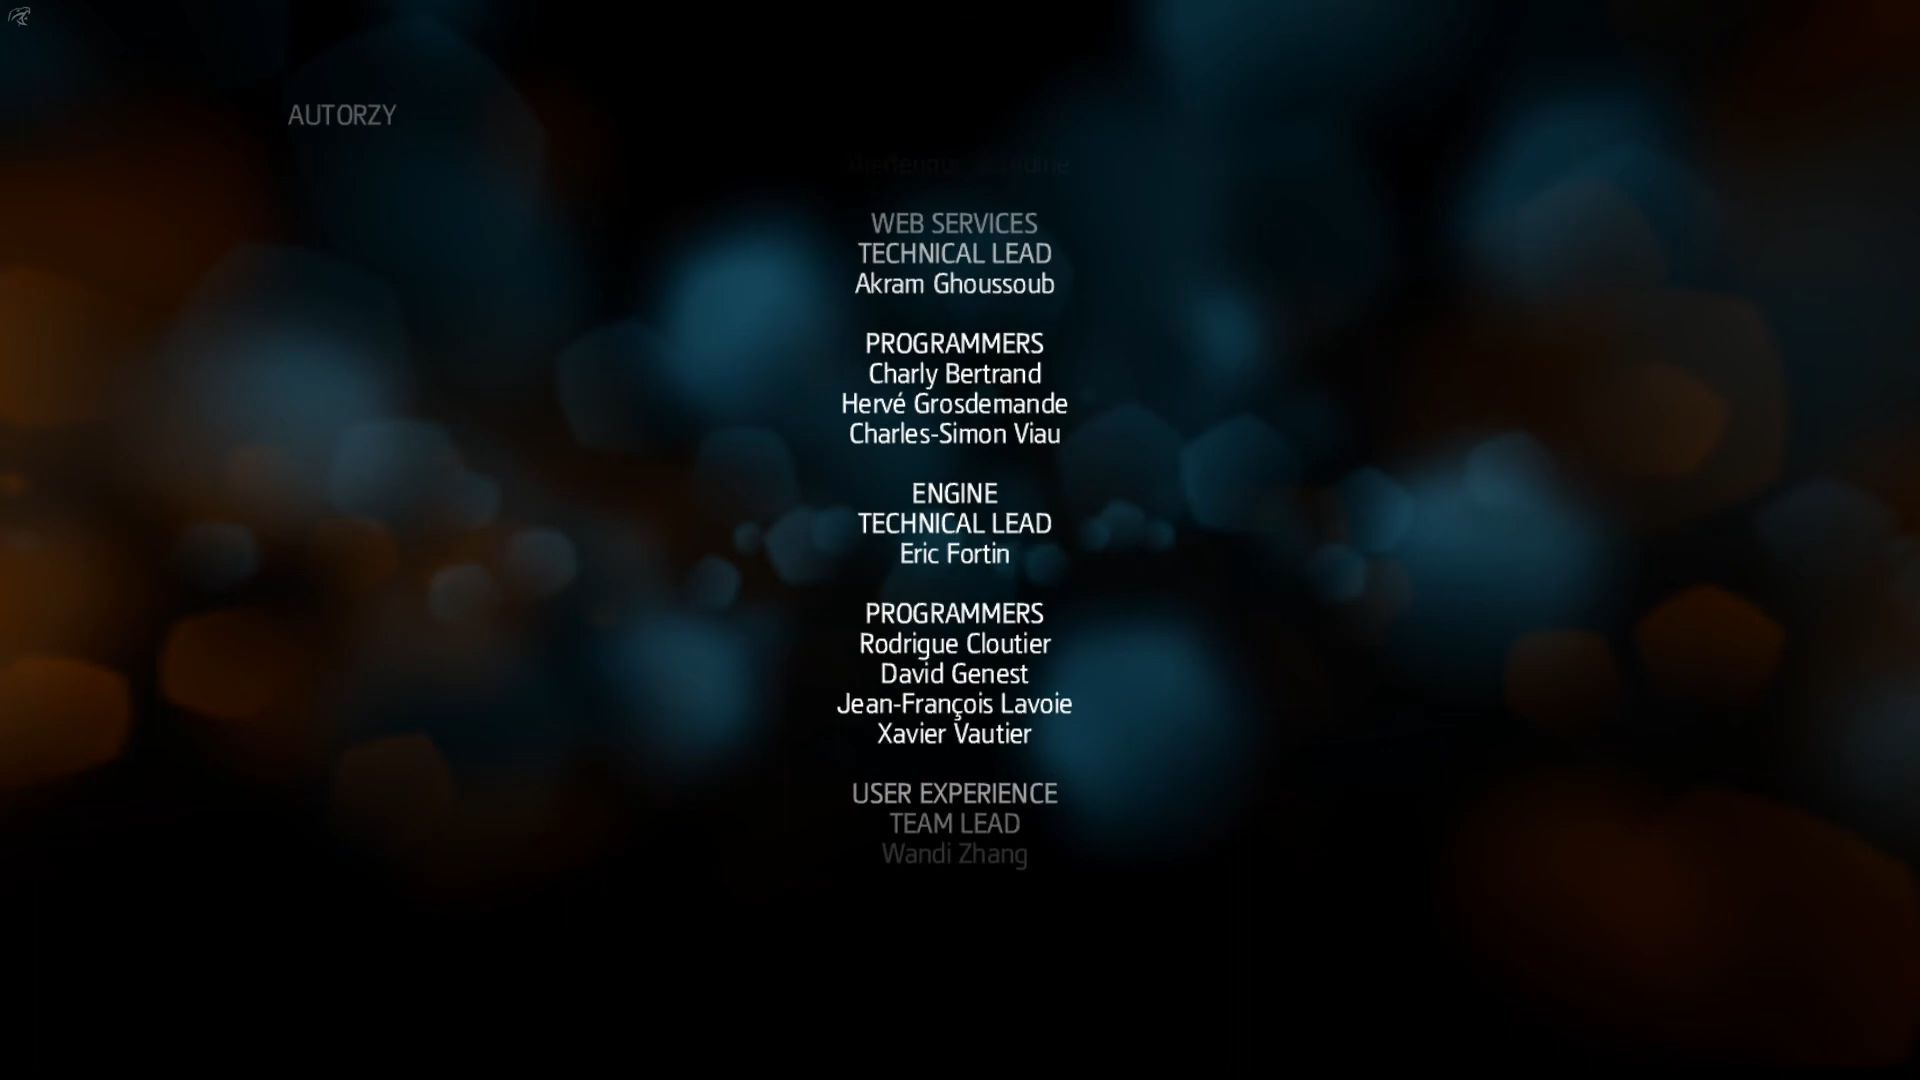 AUTORZY
WEB SERVICES
TECHNICAL LEAD
Akram Ghoussoub
PROGRAMMERS
Charly Bertrand
Hervé Grosdemande
Charles-Simon Viau
ENGINE
TECHNICAL LEAD
Eric Fortin
PROGRAMMERS
Rodrigue Cloutier
David Genest
Jean-François Lavoie
Xavier Vautier
USER EXPERIENCE
TEAM LEAD
Wandi Zhang